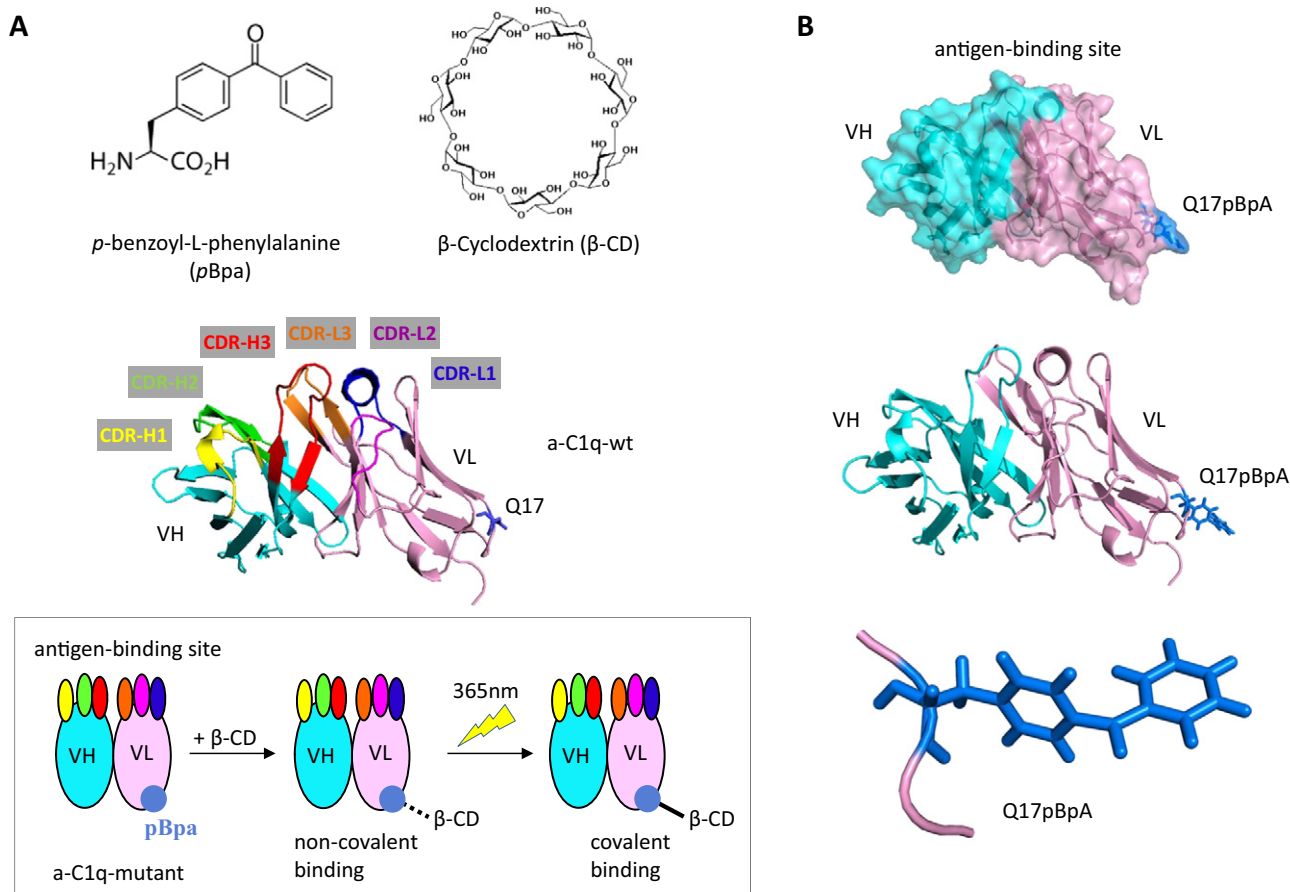 A
O
H₂N
CO₂H
p-benzoyl-L-phenylalanine
(pBpa)
β-Cyclodextrin (β-CD)
CDR-H3
CDR-L3
CDR-L2
CDR-H2
CDR-L1
CDR-H1
VL
a-C1q-wt
Q17
VH
antigen-binding site
VH
VL
pBpa
a-C1q-mutant
+ β-CD
VH
VL
β-CD
non-covalent
binding
365nm
VH
VL
β-CD
covalent
binding
B
antigen-binding site
VH
VL
Q17pBpA
VH
VL
Q17pBpA
Q17pBpA